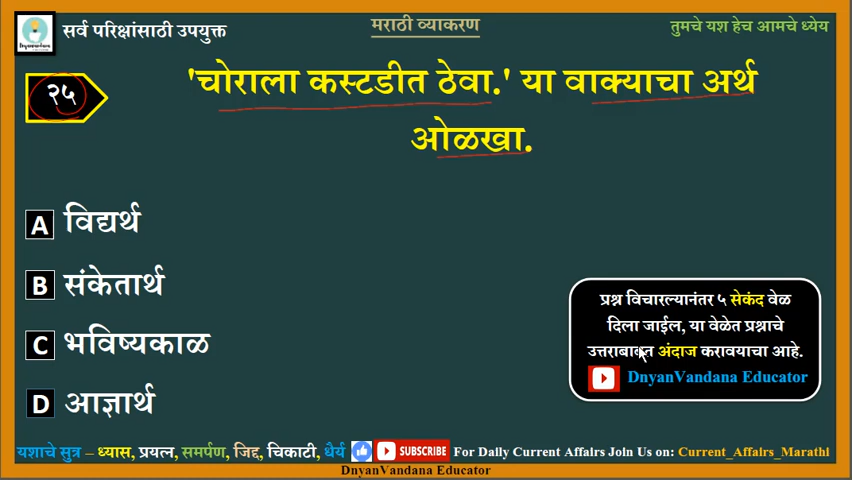 सर्व परिक्षांसाठी उपयुक्त
मराठी व्याकरण
तुमचे यश हेच आमचे ध्येय
२५
'चोराला कस्टडीत ठेवा.' या वाक्याचा अर्थ
ओळखा.
A विद्यर्थ
B संकेतार्थ
C भविष्यकाळ
D आज्ञार्थ
प्रश्न विचारल्यानंतर ५ सेकंद वेळ
दिला जाईल, या वेळेत प्रश्नाचे
उत्तराबाबत अंदाज करावयाचा आहे.
DnyanVandana Educator
यशाचे सुत्र – ध्यास, प्रयत्न, समर्पण, जिद्द, चिकाटी, धैर्य SUBSCRIBE For Daily Current Affairs Join Us on: Current_Affairs_Marathi
DnyanVandana Educator